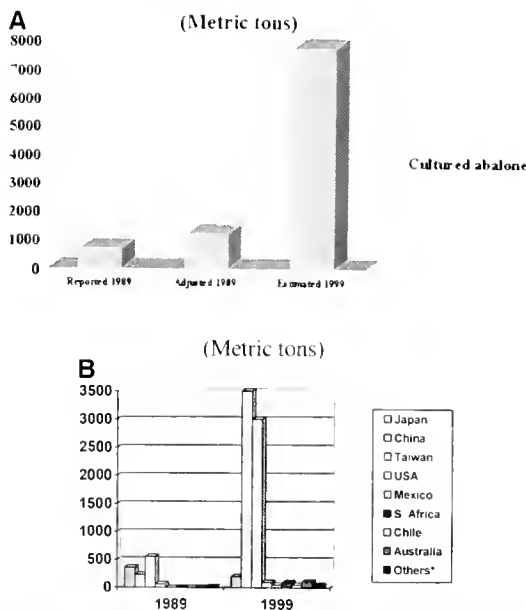 A
(Metric tons)
8000
7000
6000
5000
4000
3000
2000
1000
0
Cultured abalone
Reported 1989
Adjusted 1989
Estimated 1999
(Metric tons)
B
3500
3000
2500
2000
1500
1000
500
0
1989
1999
Japan
China
Taiwan
USA
Mexico
S Africa
Chile
Australia
Others*